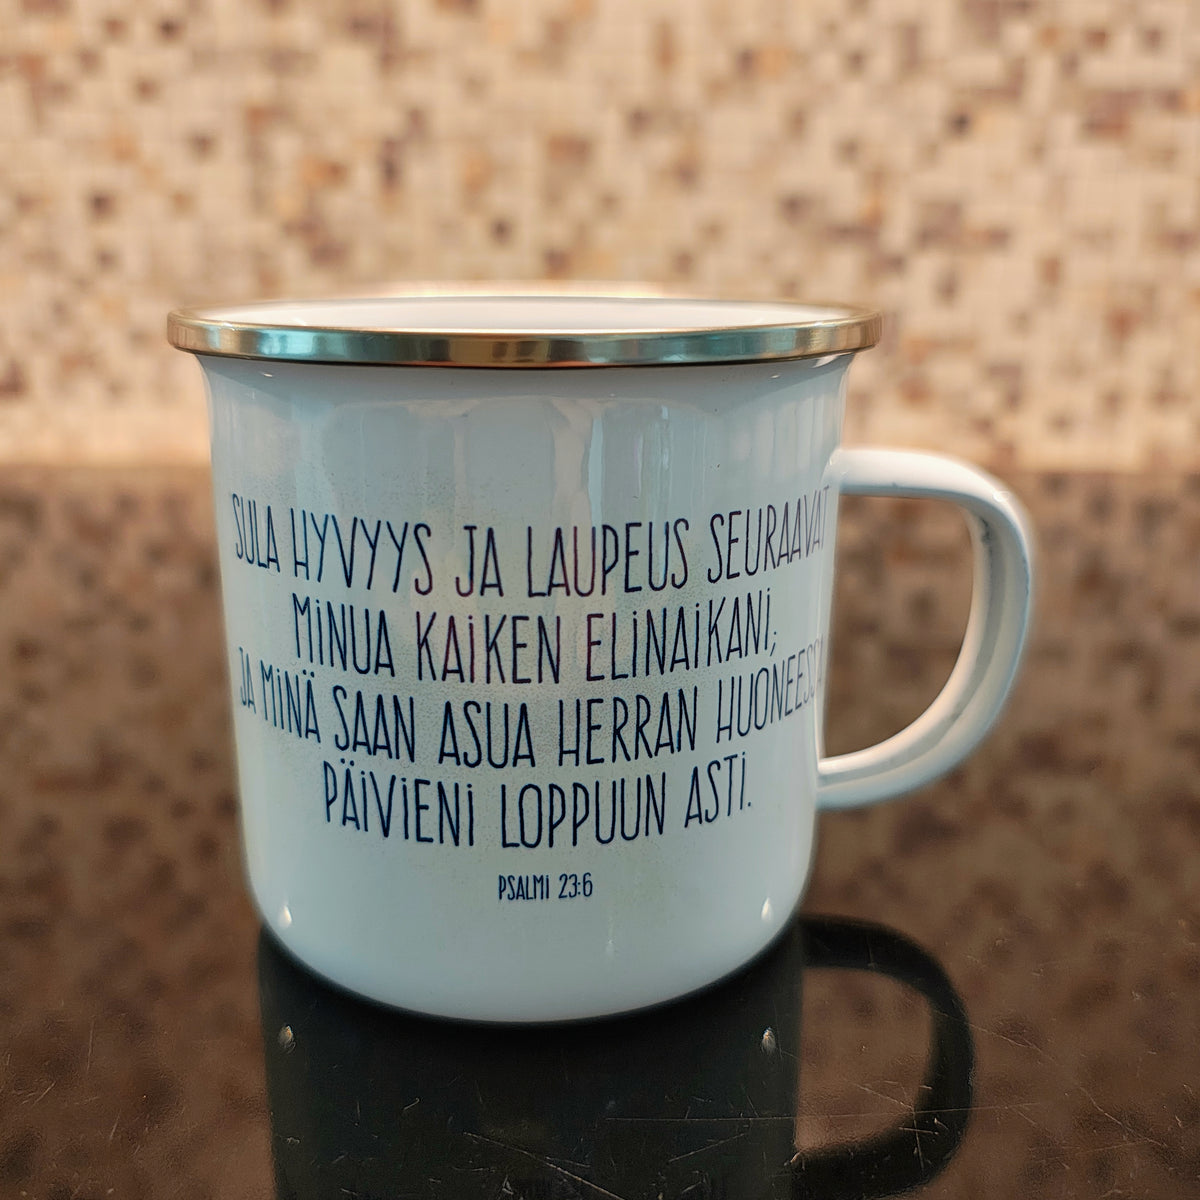 SULA HYVYYS JA LAUPEUS SEURAAVAT
MINUA KAIKEN ELINAIKANI;
JA MINÄ SAAN ASUA HERRAN HUONEESSA
PÄIVIENI LOPPUUN ASTI.
PSALMI 23:6